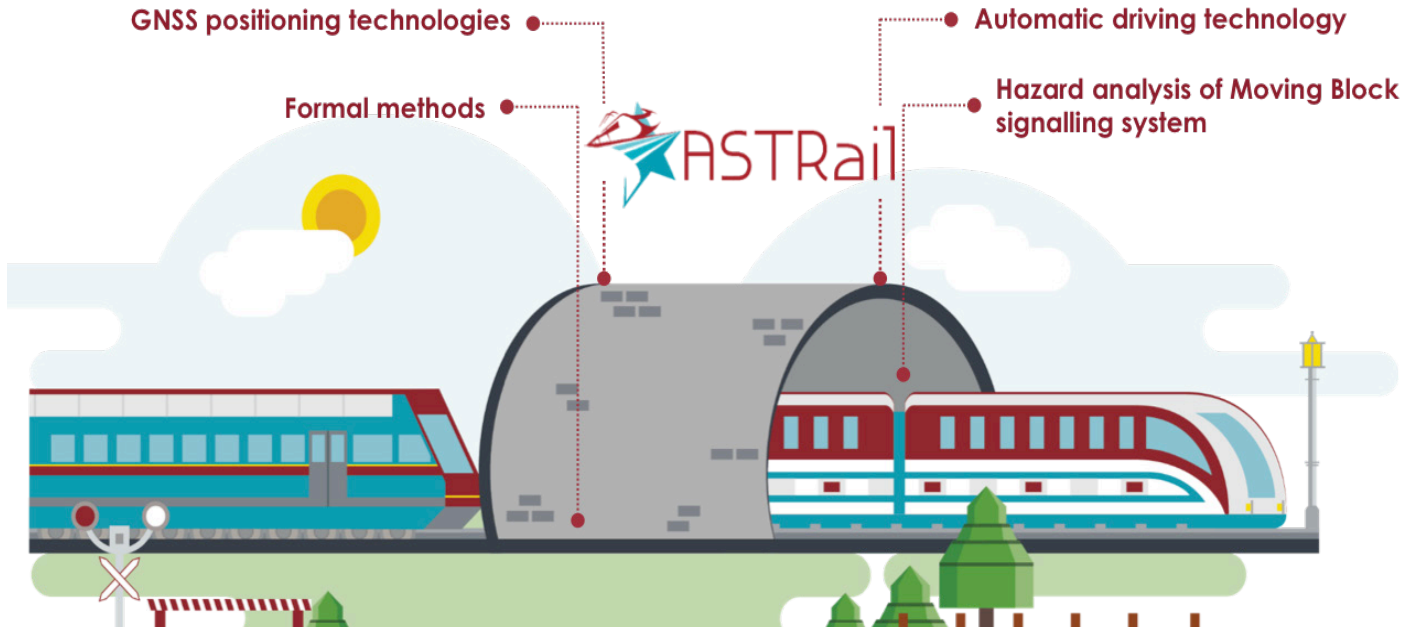 GNSS positioning technologies
Automatic driving technology
Formal methods
Hazard analysis of Moving Block
signalling system
ASTRail